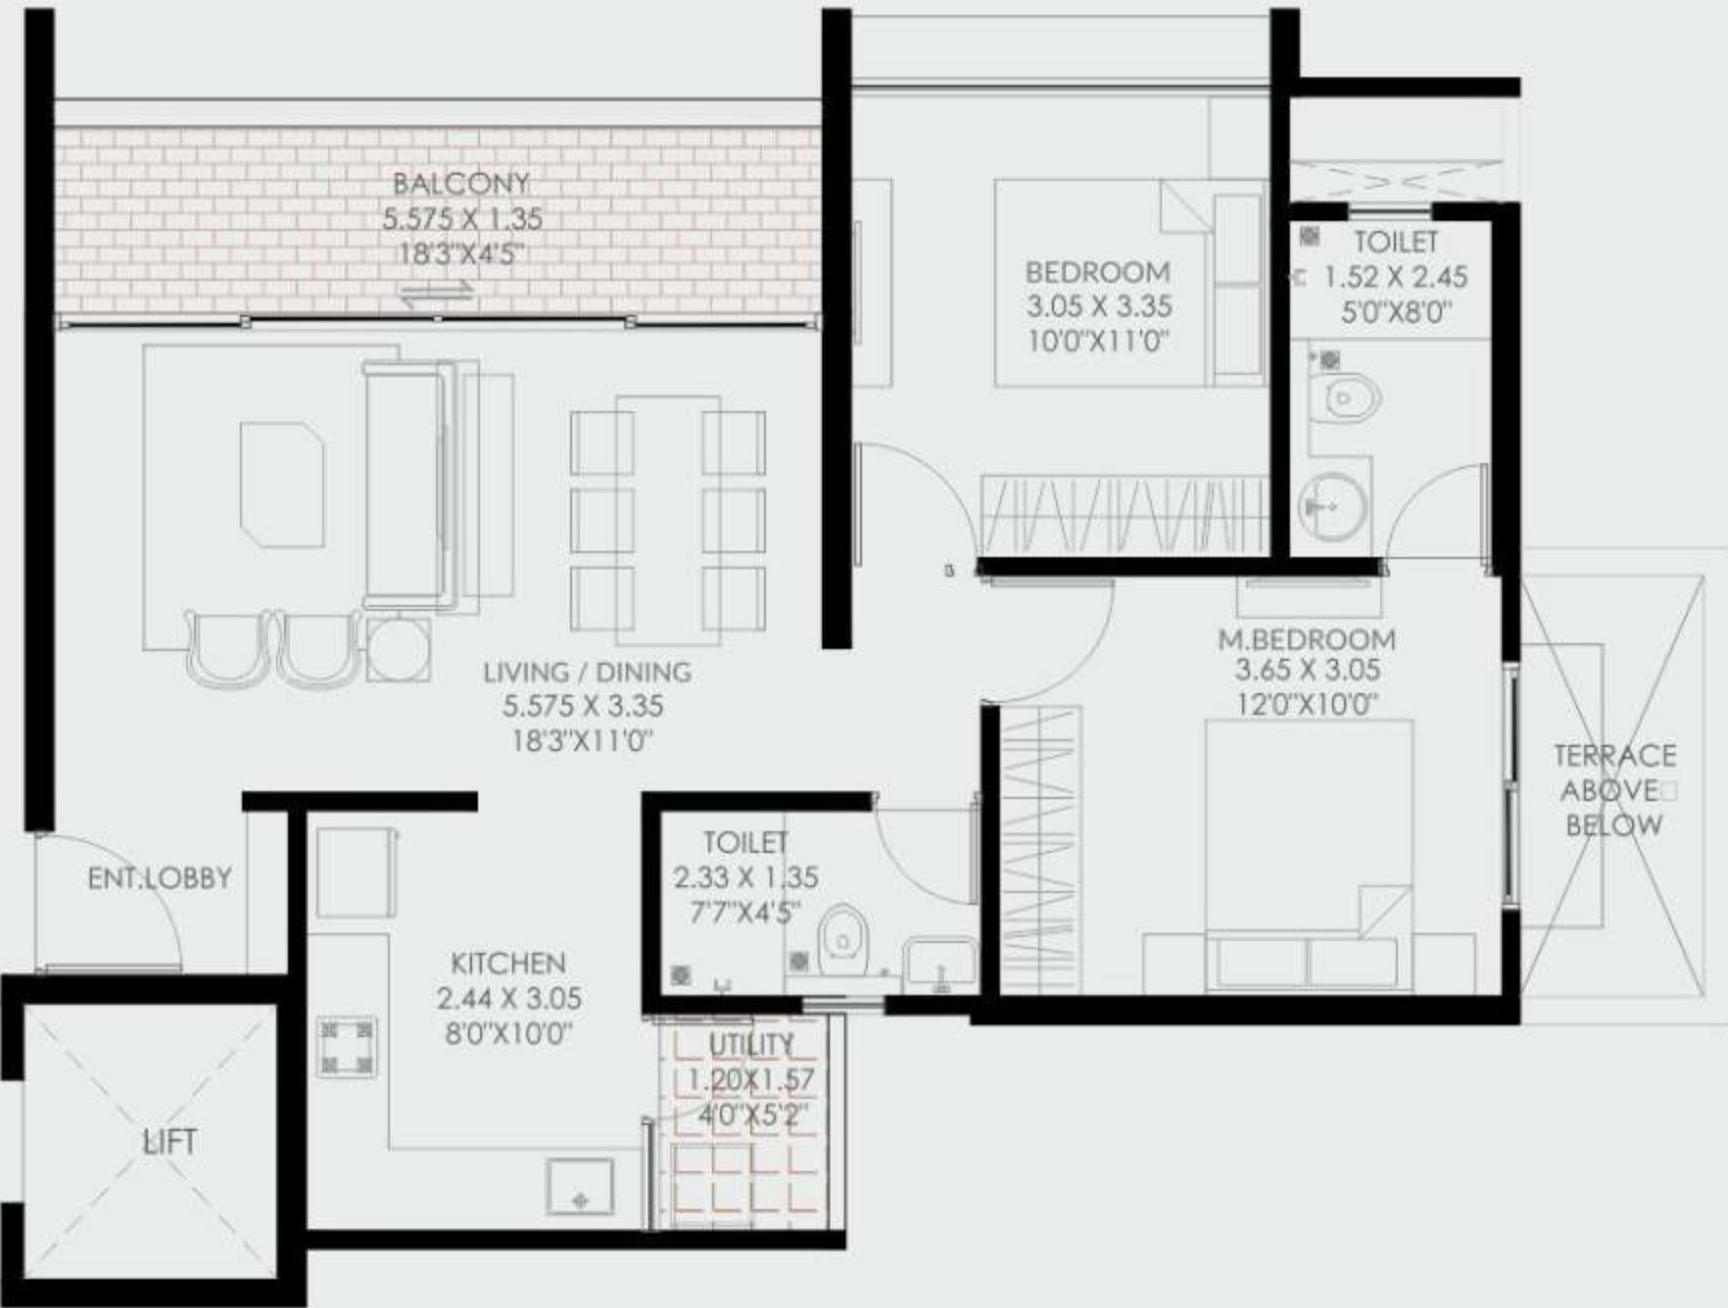 BALCONY
5.575 X 1.35
18'3"X4'5"
BEDROOM
3.05 X 3.35
10'0"X11'0"
TOILET
1.52 X 2.45
5'0"X8'0"
LIVING / DINING
5.575 X 3.35
18'3"X11'0"
M.BEDROOM
3.65 X 3.05
12'0"X10'0"
TERRACE
ABOVE□
BELOW
ENT.LOBBY
TOILET
2.33 X 1.35
7'7"X4'5"
KITCHEN
2.44 X 3.05
8'0"X10'0"
UTILITY
1.20X1.57
4'0"X5'2"
LIFT